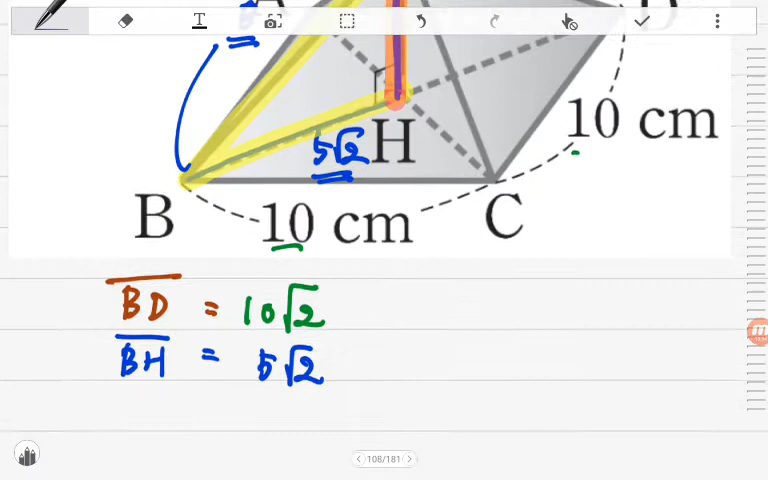 T
H
10 cm
5√2
B
10 cm
C
BD = 10√2
BH = 5√2
108/181